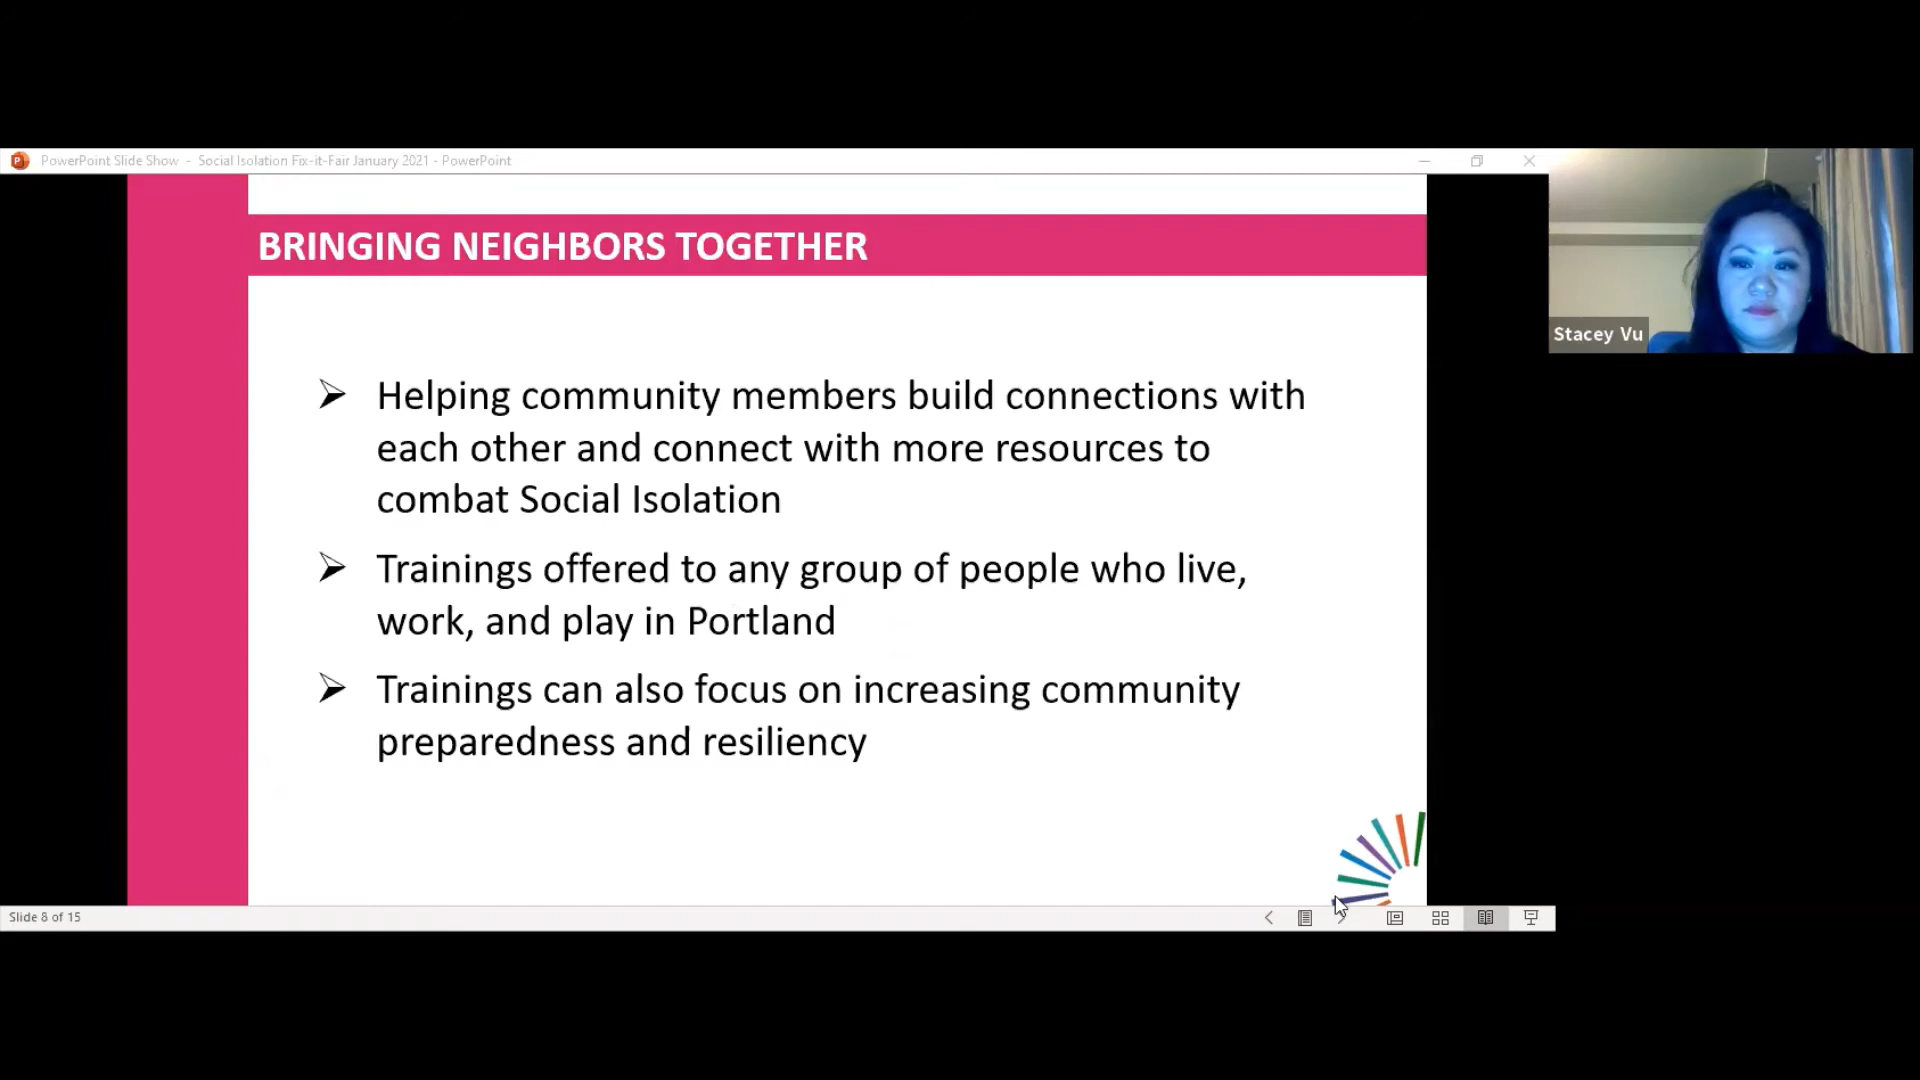 PowerPoint Slide Show - Social Isolation Fix-it-Fair January 2021 - PowerPoint
BRINGING NEIGHBORS TOGETHER
Stacey Vu
Helping community members build connections with
each other and connect with more resources to
combat Social Isolation
Trainings offered to any group of people who live,
work, and play in Portland
Trainings can also focus on increasing community
preparedness and resiliency
Slide 8 of 15